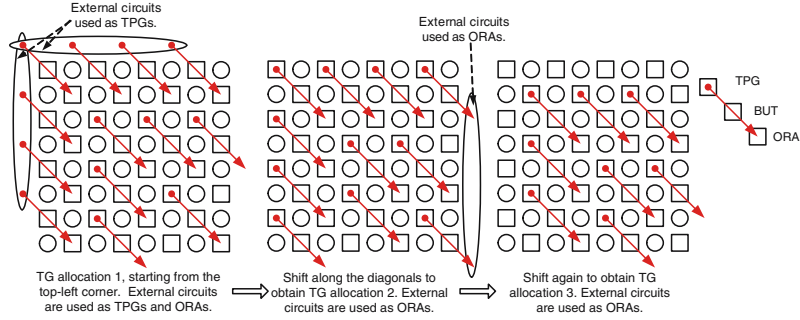 External circuits
used as TPGs.
External circuits
used as ORAs.
TPG
BUT
ORA
TG allocation 1, starting from the
top-left corner. External circuits
are used as TPGs and ORAs.
Shift along the diagonals to
obtain TG allocation 2. External
circuits are used as ORAs.
Shift again to obtain TG
allocation 3. External circuits
are used as ORAs.